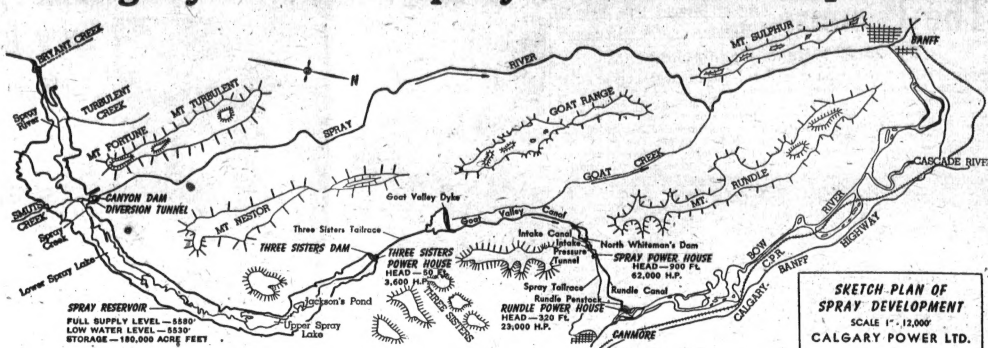 BRYANT CREEK
Spray
River
TURBULENT
CREEK
MT FORTUNE
MT TURBULENT
N
RIVER
SPRAY
GOAT RANGE
MT SULPHUR
BANFF
GOAT
CREEK
MT. RUNDLE
CASCADE RIVER
BOW
RIVER
C.P.R.
CALGARY-
BANFF
HIGHWAY
SMUTS
CREEK
Spray
Creek
CANYON DAM
DIVERSION TUNNEL
MT NESTOR
Goat Valley Dyke
Goat Valley Canal
Lower Spray Lake
Three Sisters Tailrace
THREE SISTERS DAM
THREE SISTERS
POWER HOUSE
HEAD—50 Ft.
3,600 H.P.
THREE
SISTERS
Intake Canal
Intake
Pressure
Tunnel
North Whiteman's Dam
SPRAY POWER HOUSE
HEAD—900 Ft.
62,000 H.P.
Spray Tailrace
Rundle Canal
Rundle Penstock
RUNDLE POWER HOUSE
HEAD—320 Ft.
23,000 H.P.
CANMORE
Jackson's Pond
Upper Spray
Lake
SPRAY RESERVOIR—
FULL SUPPLY LEVEL—5580'
LOW WATER LEVEL—5530'
STORAGE—180,000 ACRE FEET
SKETCH PLAN OF
SPRAY DEVELOPMENT
SCALE 1"-12,000'
CALGARY POWER LTD.